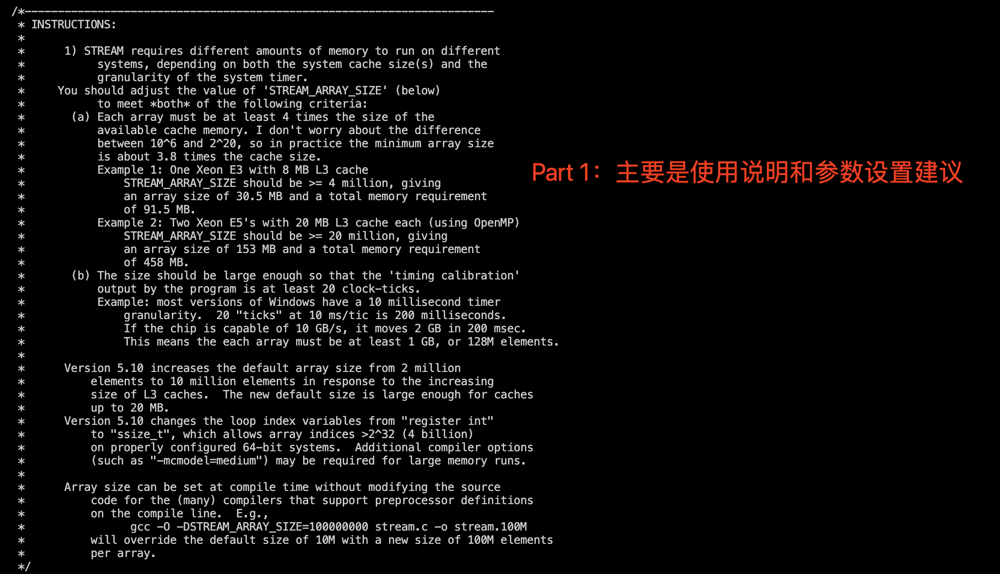 /*-----------------------------------------------------------------------
 * INSTRUCTIONS:
 *
 *      1) STREAM requires different amounts of memory to run on different
 *           systems, depending on both the system cache size(s) and the
 *           granularity of the system timer.
 *     You should adjust the value of 'STREAM_ARRAY_SIZE' (below)
 *           to meet *both* of the following criteria:
 *       (a) Each array must be at least 4 times the size of the
 *           available cache memory. I don't worry about the difference
 *           between 10^6 and 2^20, so in practice the minimum array size
 *           is about 3.8 times the cache size.
 *           Example 1: One Xeon E3 with 8 MB L3 cache
 *               STREAM_ARRAY_SIZE should be >= 4 million, giving
 *               an array size of 30.5 MB and a total memory requirement
 *               of 91.5 MB.
 *           Example 2: Two Xeon E5's with 20 MB L3 cache each (using OpenMP)
 *               STREAM_ARRAY_SIZE should be >= 20 million, giving
 *               an array size of 153 MB and a total memory requirement
 *               of 458 MB.
 *       (b) The size should be large enough so that the 'timing calibration'
 *           output by the program is at least 20 clock-ticks.
 *           Example: most versions of Windows have a 10 millisecond timer
 *               granularity.  20 "ticks" at 10 ms/tic is 200 milliseconds.
 *               If the chip is capable of 10 GB/s, it moves 2 GB in 200 msec.
 *               This means the each array must be at least 1 GB, or 128M elements.
 *
 *      Version 5.10 increases the default array size from 2 million
 *          elements to 10 million elements in response to the increasing
 *          size of L3 caches.  The new default size is large enough for caches
 *          up to 20 MB.
 *      Version 5.10 changes the loop index variables from "register int"
 *          to "ssize_t", which allows array indices >2^32 (4 billion)
 *          on properly configured 64-bit systems.  Additional compiler options
 *          (such as "-mcmodel=medium") may be required for large memory runs.
 *
 *      Array size can be set at compile time without modifying the source
 *          code for the (many) compilers that support preprocessor definitions
 *          on the compile line.  E.g.,
 *                gcc -O -DSTREAM_ARRAY_SIZE=100000000 stream.c -o stream.100M
 *          will override the default size of 10M with a new size of 100M elements
 *          per array.
 */
Part 1：主要是使用说明和参数设置建议